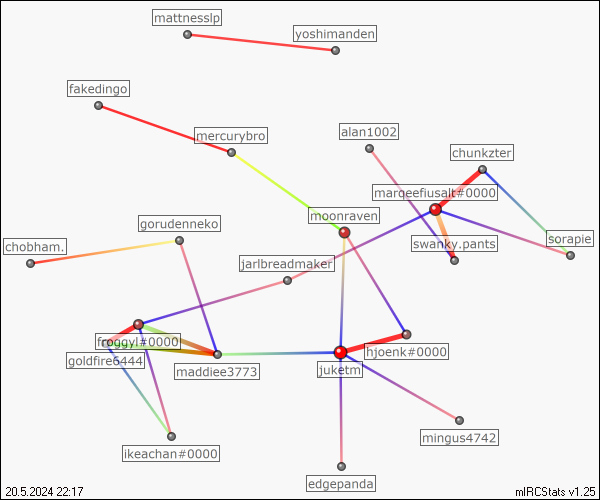 mattnesslp
yoshimanden
fakedingo
mercurybro
alan1002
chunkzter
marqeefiusalt#0000
moonraven
gorudenneko
chobham.
swanky.pants
sorapie
jarlbreadmaker
froggyl#0000
goldfire6444
maddiee3773
hjoenk#0000
juketm
mingus4742
ikeachan#0000
edgepanda
20.5.2024 22:17
mIRCStats v1.25